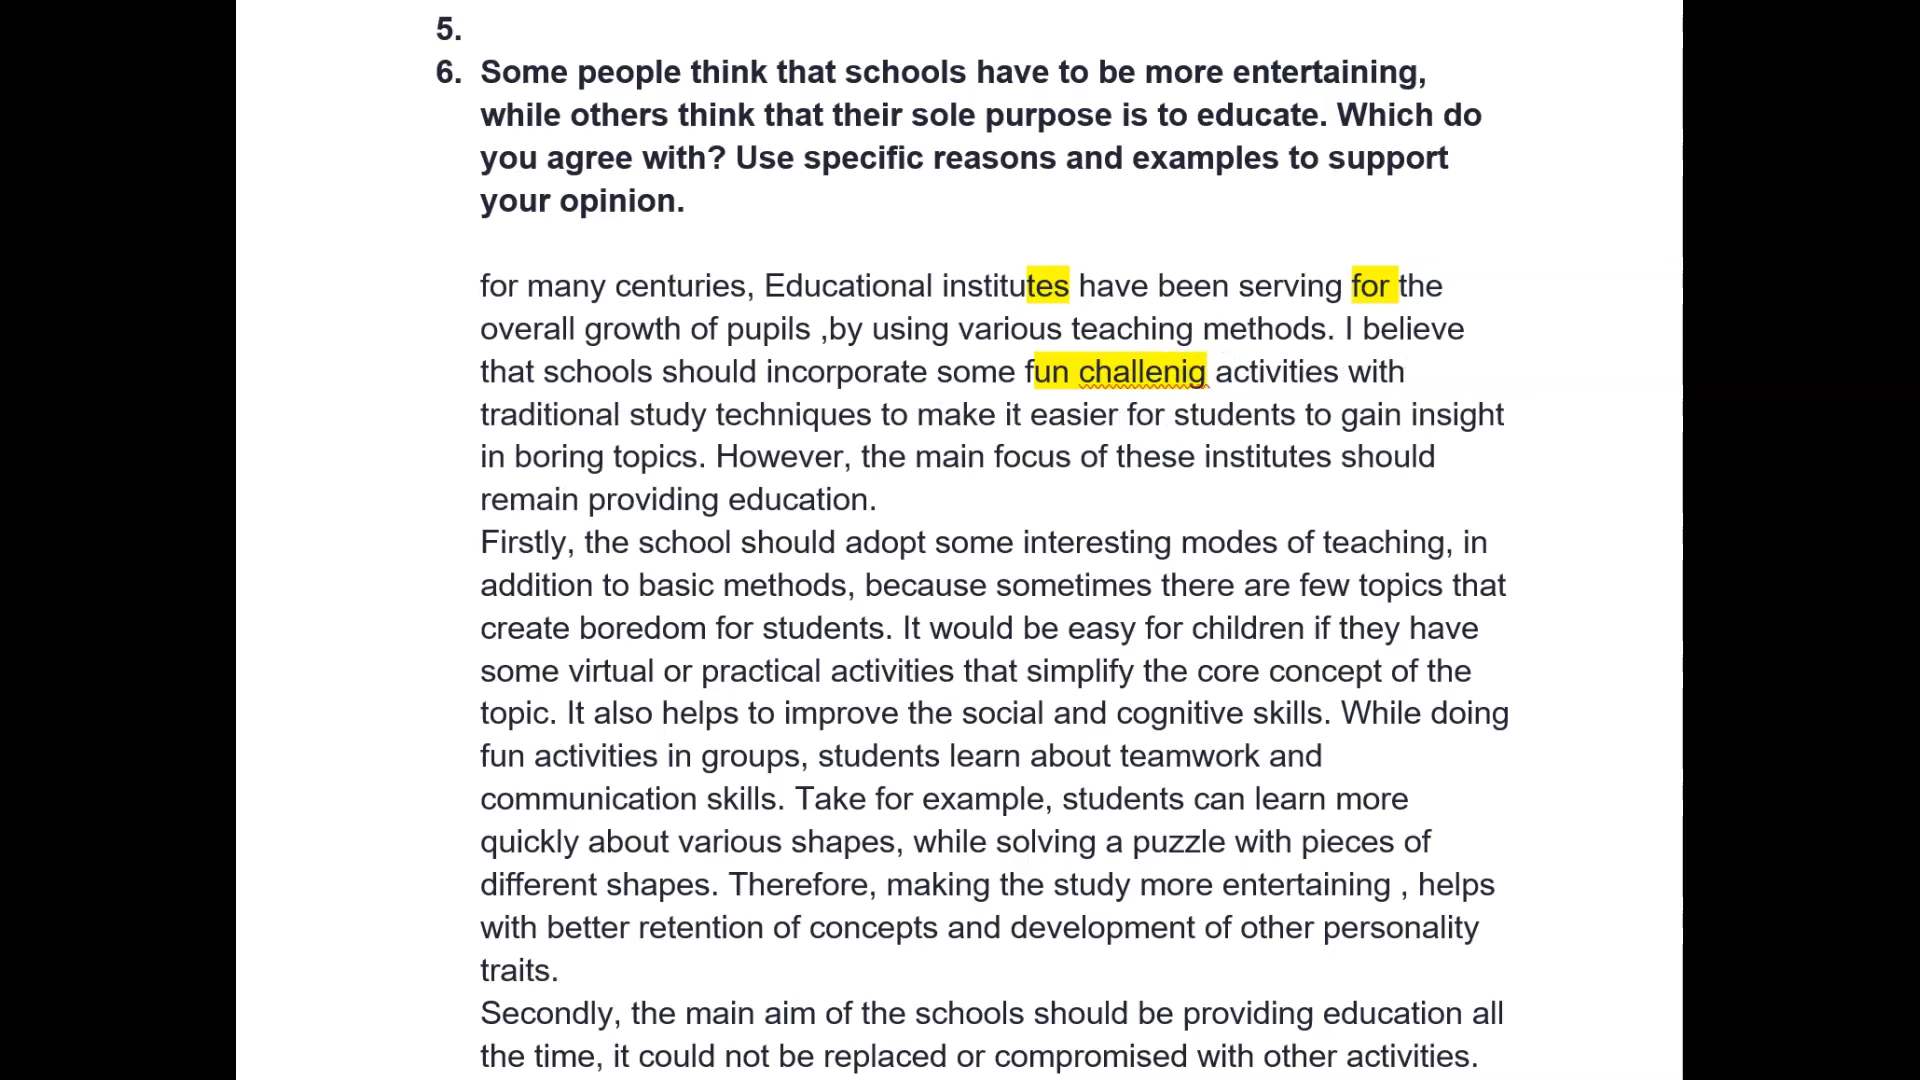 5.
6. Some people think that schools have to be more entertaining,
while others think that their sole purpose is to educate. Which do
you agree with? Use specific reasons and examples to support
your opinion.
for many centuries, Educational institutes have been serving for the
overall growth of pupils ,by using various teaching methods. I believe
that schools should incorporate some fun challenig activities with
traditional study techniques to make it easier for students to gain insight
in boring topics. However, the main focus of these institutes should
remain providing education.
Firstly, the school should adopt some interesting modes of teaching, in
addition to basic methods, because sometimes there are few topics that
create boredom for students. It would be easy for children if they have
some virtual or practical activities that simplify the core concept of the
topic. It also helps to improve the social and cognitive skills. While doing
fun activities in groups, students learn about teamwork and
communication skills. Take for example, students can learn more
quickly about various shapes, while solving a puzzle with pieces of
different shapes. Therefore, making the study more entertaining , helps
with better retention of concepts and development of other personality
traits.
Secondly, the main aim of the schools should be providing education all
the time, it could not be replaced or compromised with other activities.